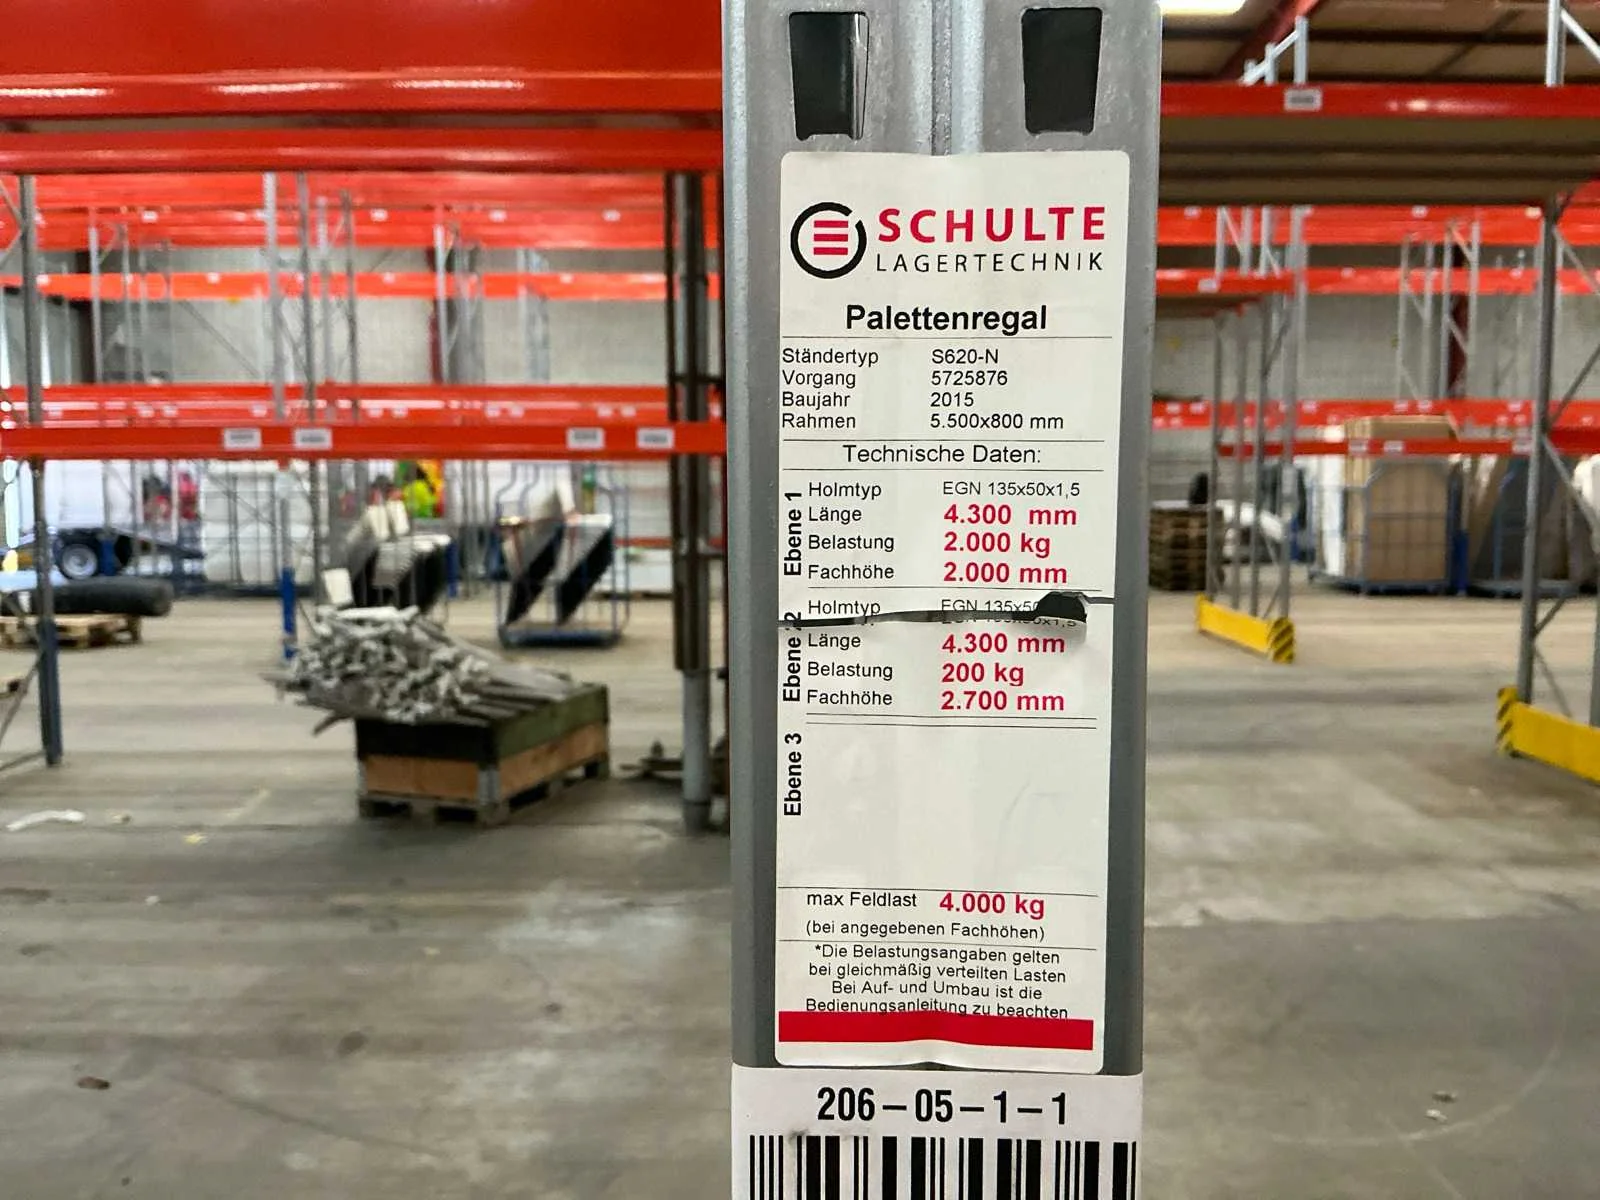 SCHULTE
LAGERTECHNIK
Palettenregal
Ständertyp S620-N
Vorgang 5725876
Baujahr 2015
Rahmen 5.500x800 mm
Technische Daten:
Ebene 1
Holmtyp EGN 135x50x1,5
Länge 4.300 mm
Belastung 2.000 kg
Fachhöhe 2.000 mm
Ebene 2
Holmtyp EGN 135x50x1,5
Länge 4.300 mm
Belastung 200 kg
Fachhöhe 2.700 mm
Ebene 3
max Feldlast 4.000 kg
(bei angegebenen Fachhöhen)
*Die Belastungsangaben gelten
bei gleichmäßig verteilten Lasten
Bei Auf- und Umbau ist die
Bedienungsanleitung zu beachten
206-05-1-1